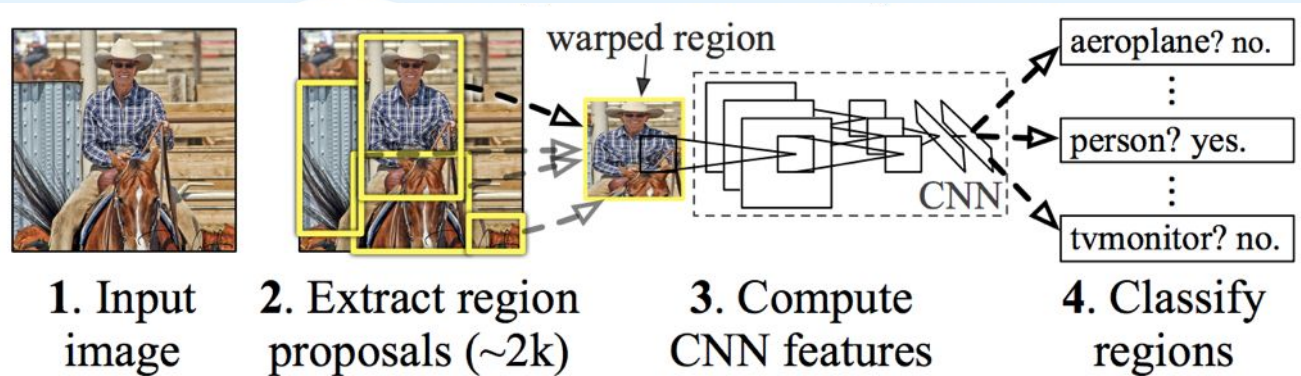 warped region
aeroplane? no.
⋮
person? yes.
⋮
tvmonitor? no.
CNN
1. Input
image
2. Extract region
proposals (~2k)
3. Compute
CNN features
4. Classify
regions